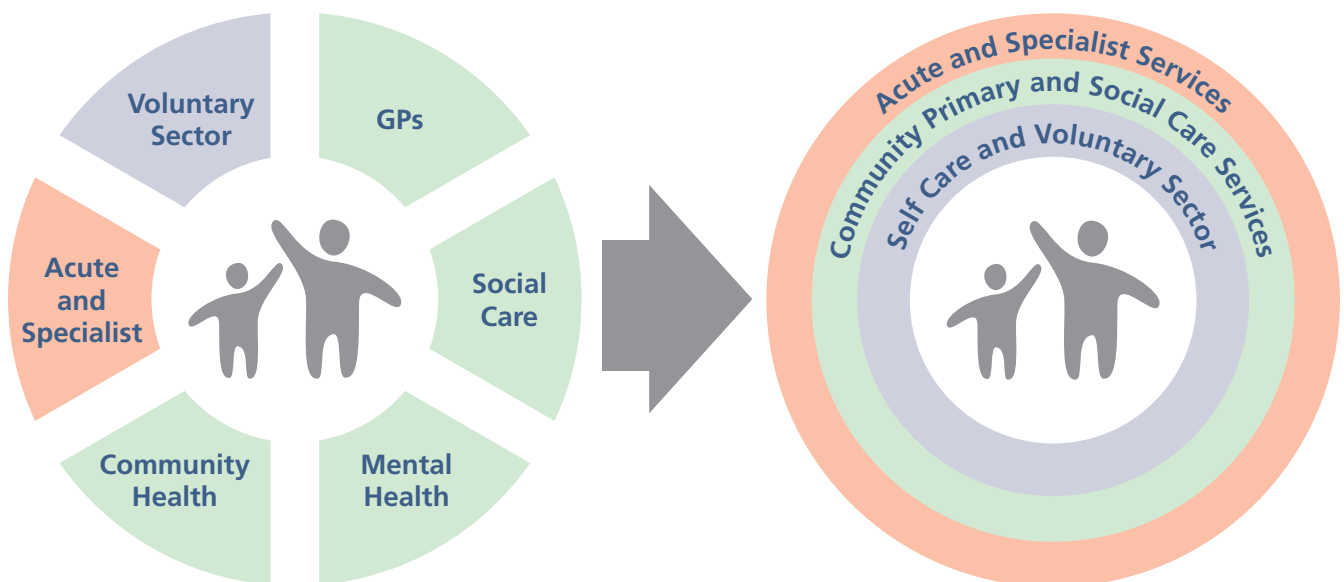 Voluntary
Sector
GPs
Acute
and
Specialist
Social
Care
Community
Health
Mental
Health
Acute and Specialist Services
Community Primary and Social Care Services
Self Care and Voluntary Sector